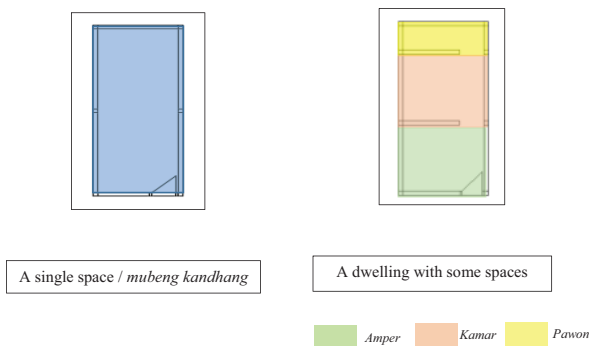 A single space / mubeng kandhang
A dwelling with some spaces
Amper Kamar Pawon